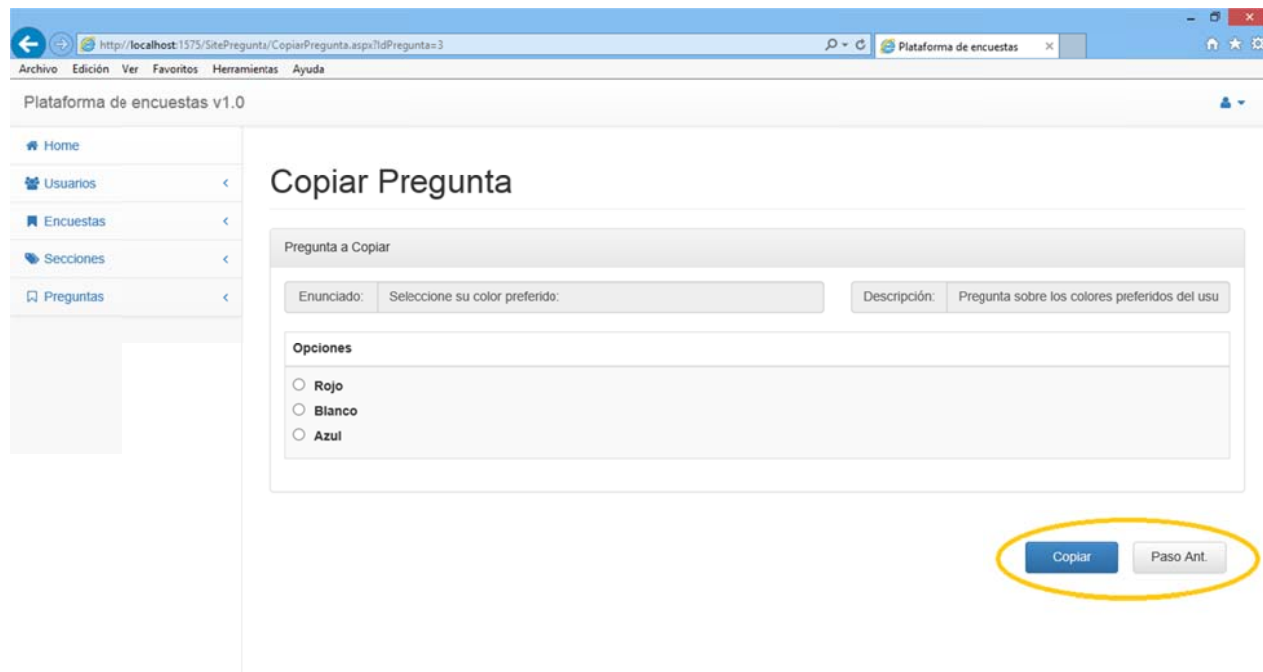 http://localhost:1575/SitePregunta/CopiarPregunta.aspx?IdPregunta=3
Plataforma de encuestas
Archivo Edición Ver Favoritos Herramientas Ayuda
Plataforma de encuestas v1.0
Home
Usuarios
Encuestas
Secciones
Preguntas
Copiar Pregunta
Pregunta a Copiar
Enunciado: Seleccione su color preferido: Descripción: Pregunta sobre los colores preferidos del usu
Opciones
Rojo
Blanco
Azul
Copiar Paso Ant.